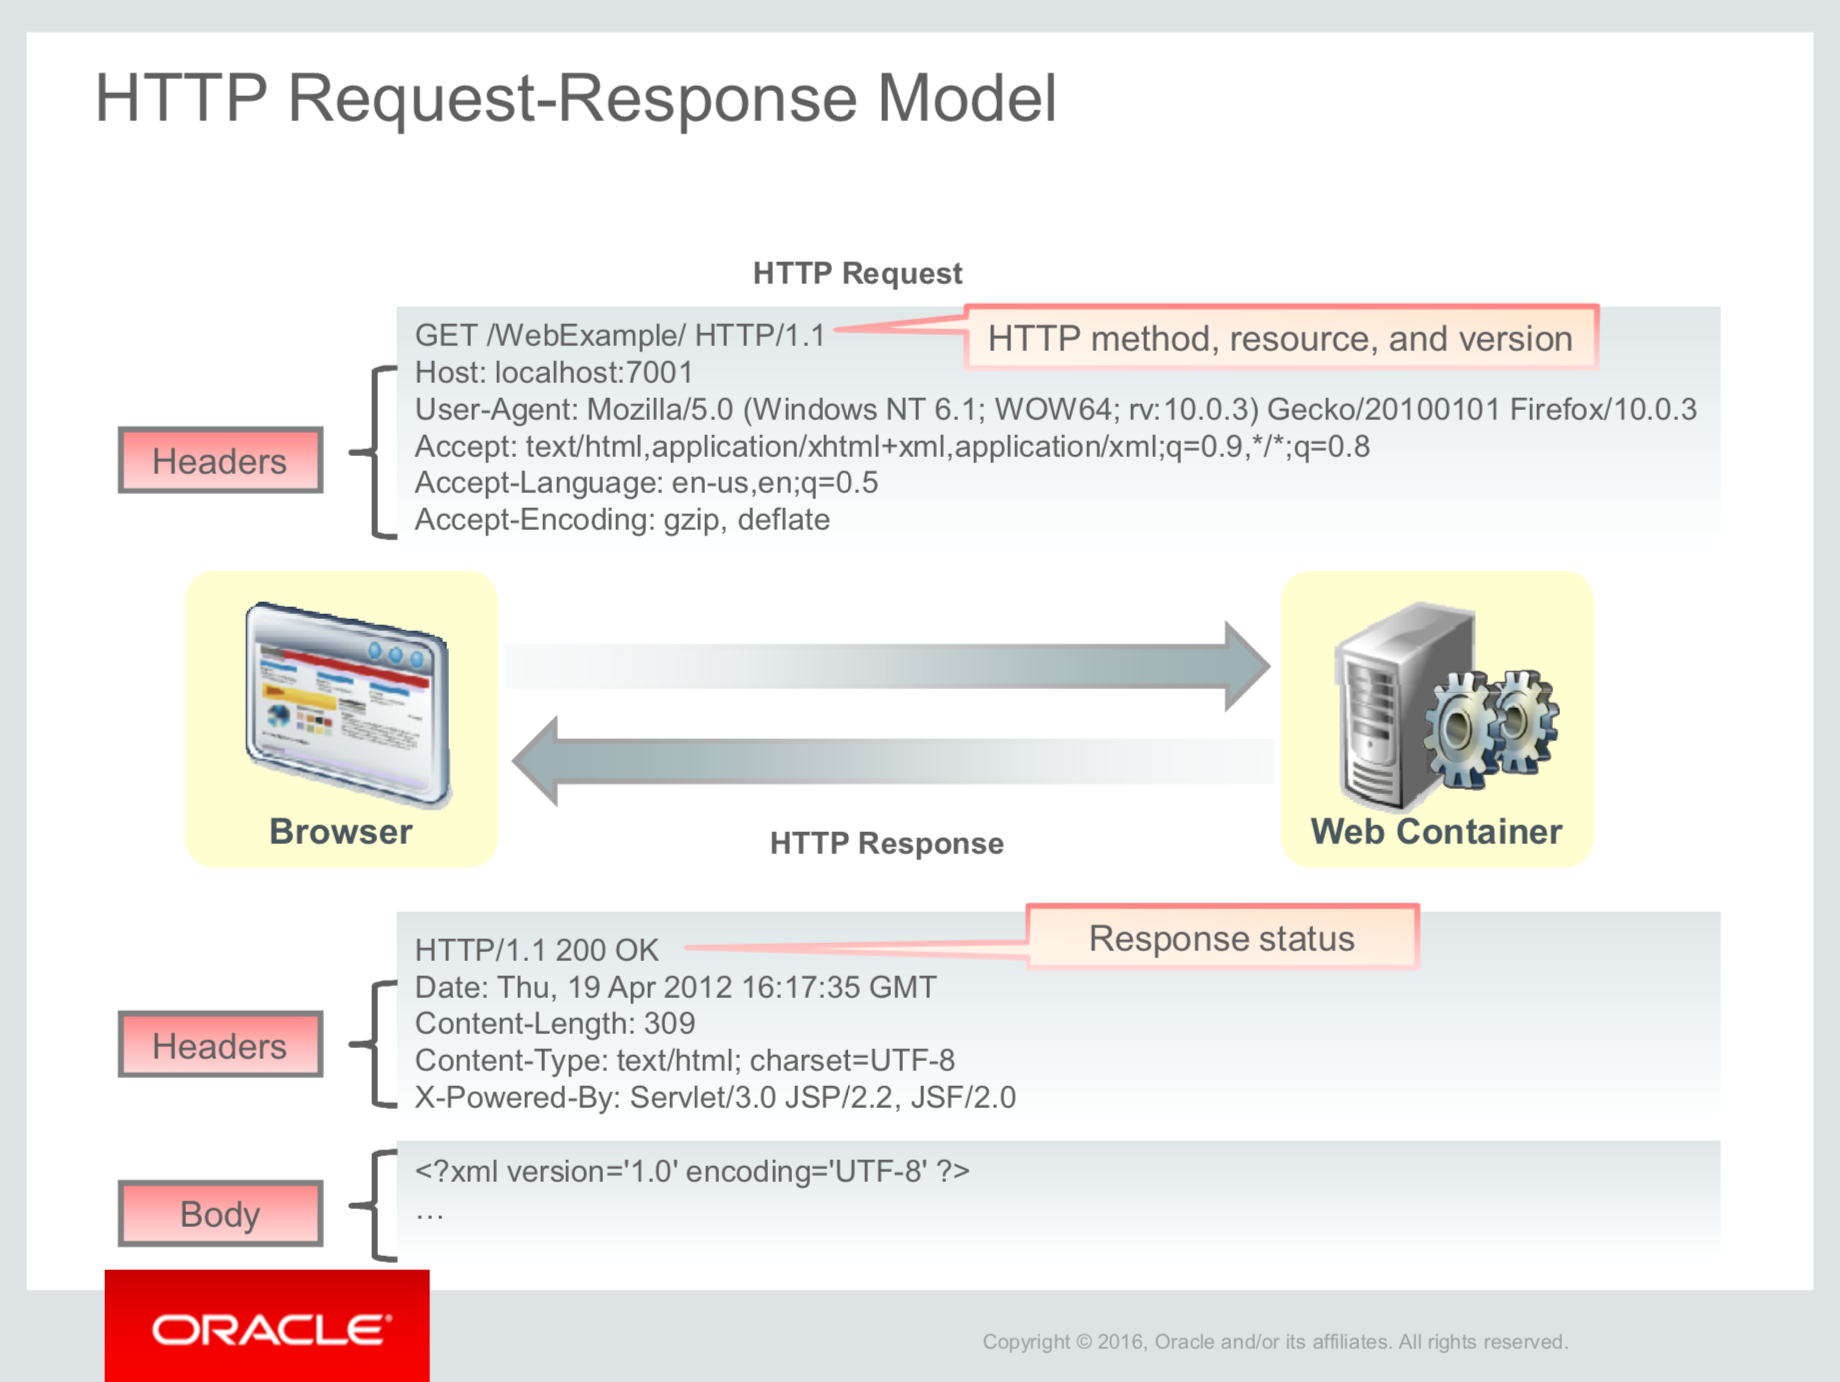 HTTP Request-Response Model
HTTP Request
GET /WebExample/ HTTP/1.1
HTTP method, resource, and version
Host: localhost:7001
User-Agent: Mozilla/5.0 (Windows NT 6.1; WOW64; rv:10.0.3) Gecko/20100101 Firefox/10.0.3
Accept: text/html,application/xhtml+xml,application/xml;q=0.9,*/*;q=0.8
Accept-Language: en-us,en;q=0.5
Accept-Encoding: gzip, deflate
Headers
Browser
Web Container
HTTP Response
HTTP/1.1 200 OK
Response status
Date: Thu, 19 Apr 2012 16:17:35 GMT
Content-Length: 309
Content-Type: text/html; charset=UTF-8
X-Powered-By: Servlet/3.0 JSP/2.2, JSF/2.0
Headers
<?xml version='1.0' encoding='UTF-8' ?>
…
Body
ORACLE®
Copyright © 2016, Oracle and/or its affiliates. All rights reserved.